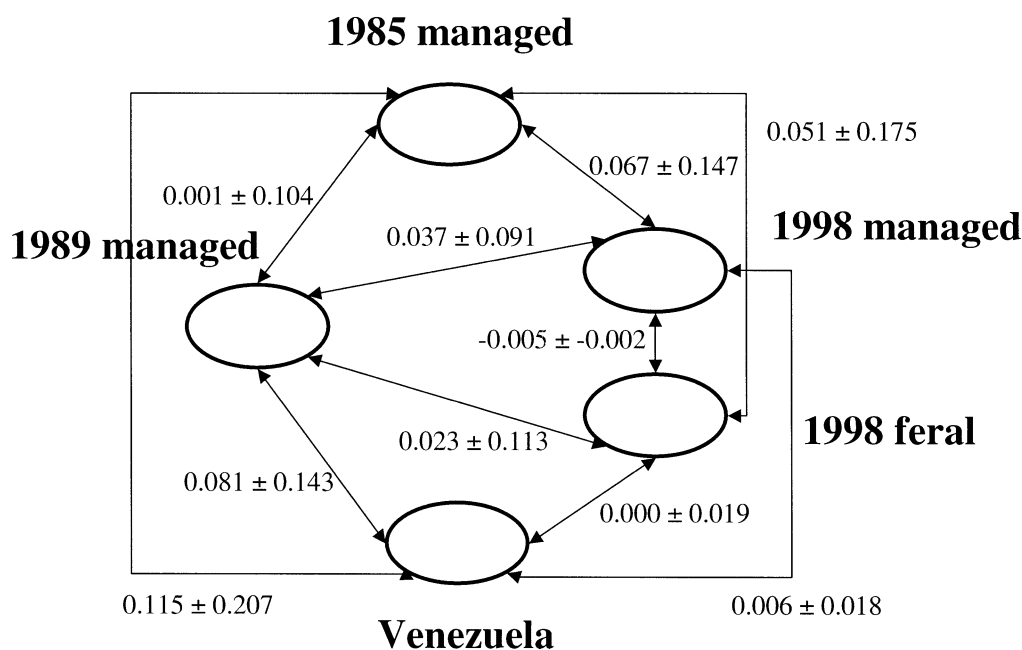 1985 managed
0.051 ± 0.175
0.067 ± 0.147
0.001 ± 0.104
1998 managed
0.037 ± 0.091
1989 managed
-0.005 ± -0.002
1998 feral
0.023 ± 0.113
0.081 ± 0.143
0.000 ± 0.019
0.115 ± 0.207
0.006 ± 0.018
Venezuela